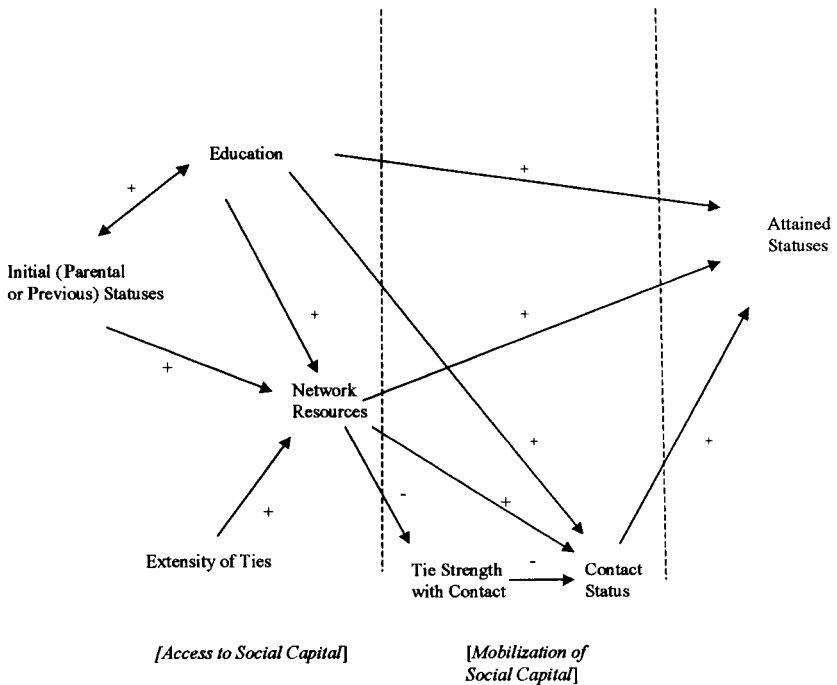 Education
+
+
Attained
Statuses
Initial (Parental
or Previous) Statuses
+
+
+
Network
Resources
+
+
-
+
+
Extensity of Ties
Tie Strength
with Contact
-
Contact
Status
[Access to Social Capital]
[Mobilization of
Social Capital]